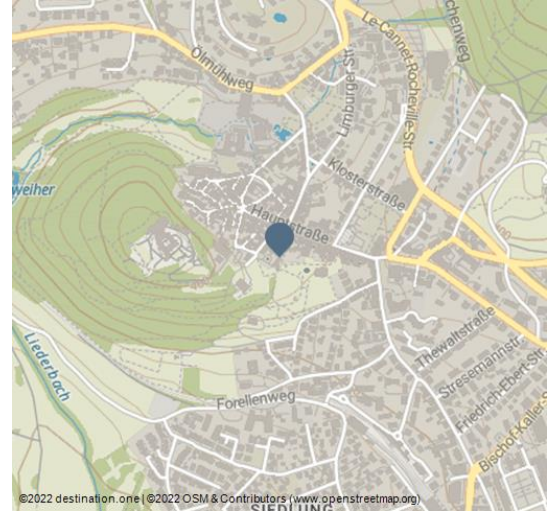 Le-Cannet-Rocheville-Str
Ölmühlweg
Limburger Str
Klosterstraße
weiher
Hauptstraße
Liederbach
Thewaltstraße
Stresemannstr.
Friedrich-Ebert-Str
Forellenweg
Bischof-Kaller-S
SIEDLUNG
©2022 destination.one | ©2022 OSM & Contributors (www.openstreetmap.org)